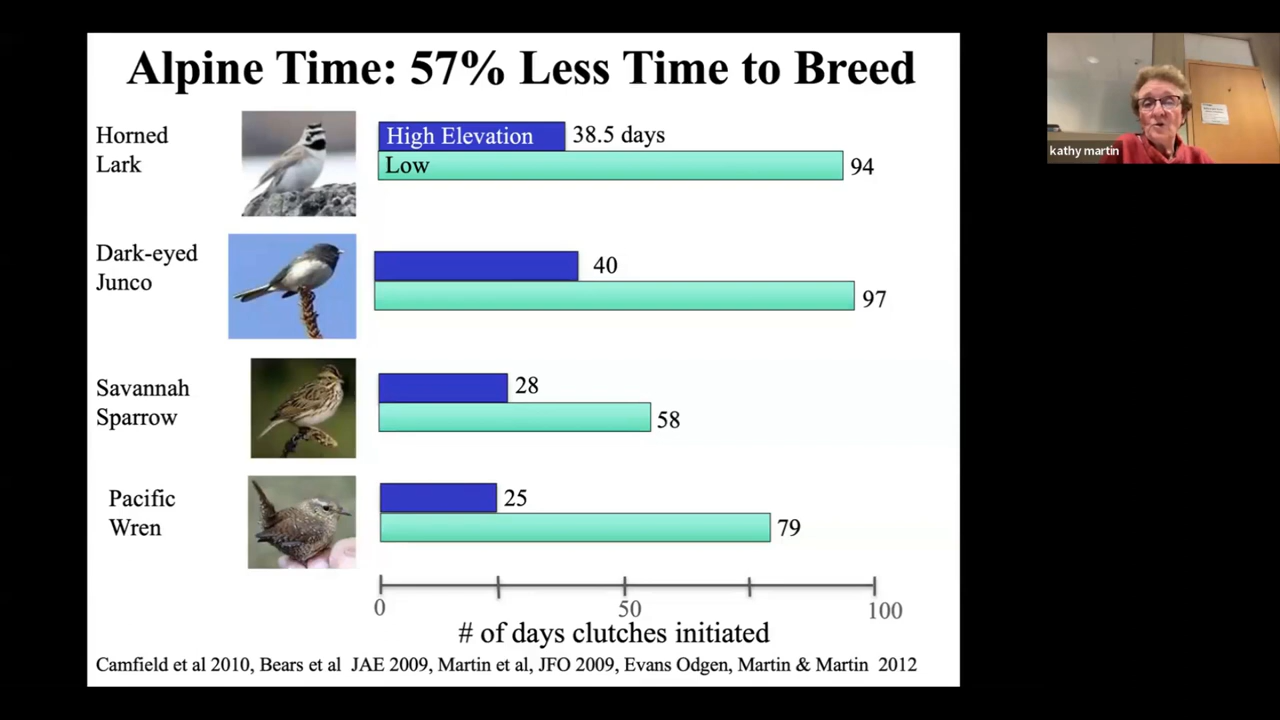 Alpine Time: 57% Less Time to Breed
kathy martin
Horned
Lark
High Elevation
38.5 days
Low
94
Dark-eyed
Junco
40
97
Savannah
Sparrow
28
58
Pacific
Wren
25
79
0
50
100
# of days clutches initiated
Camfield et al 2010, Bears et al JAE 2009, Martin et al, JFO 2009, Evans Odgen, Martin & Martin 2012